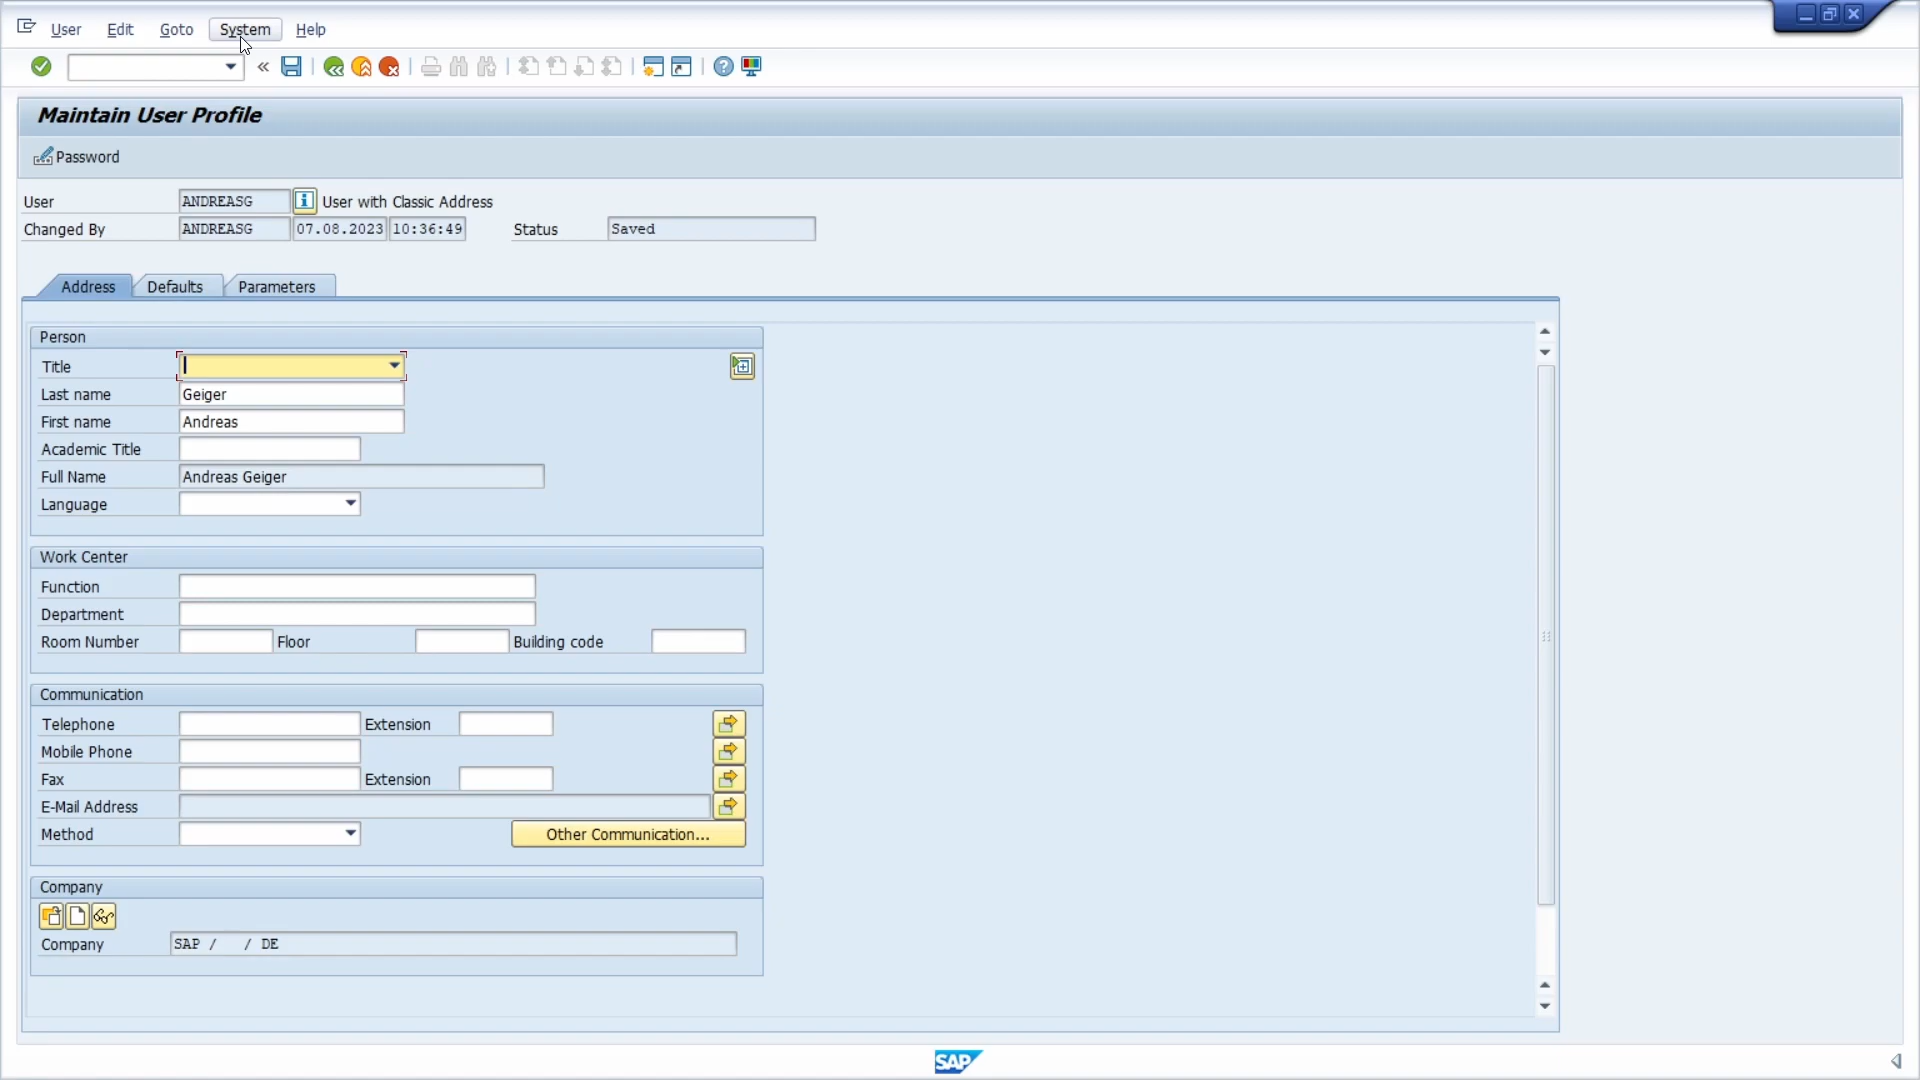 User Edit Goto System Help
Maintain User Profile
Password
User ANDREASG User with Classic Address
Changed By ANDREASG 07.08.2023 10:36:49 Status Saved
Address Defaults Parameters
Person
Title
Last name Geiger
First name Andreas
Academic Title
Full Name Andreas Geiger
Language
Work Center
Function
Department
Room Number Floor Building code
Communication
Telephone Extension
Mobile Phone
Fax Extension
E-Mail Address
Method Other Communication...
Company
Company SAP / / DE
SAP